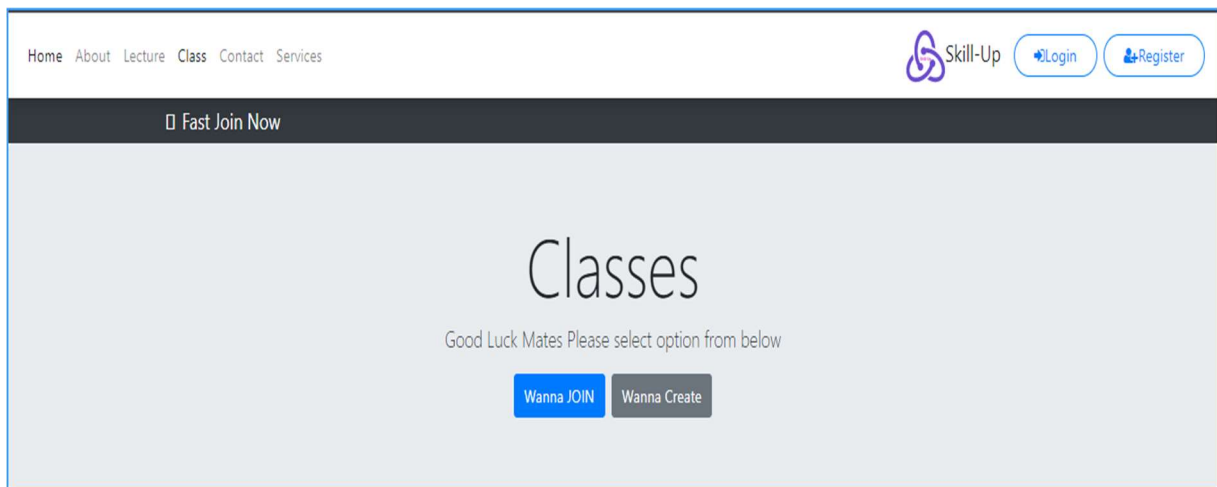 Home About Lecture Class Contact Services Skill-Up Login Register
Fast Join Now
Classes
Good Luck Mates Please select option from below
Wanna JOIN Wanna Create